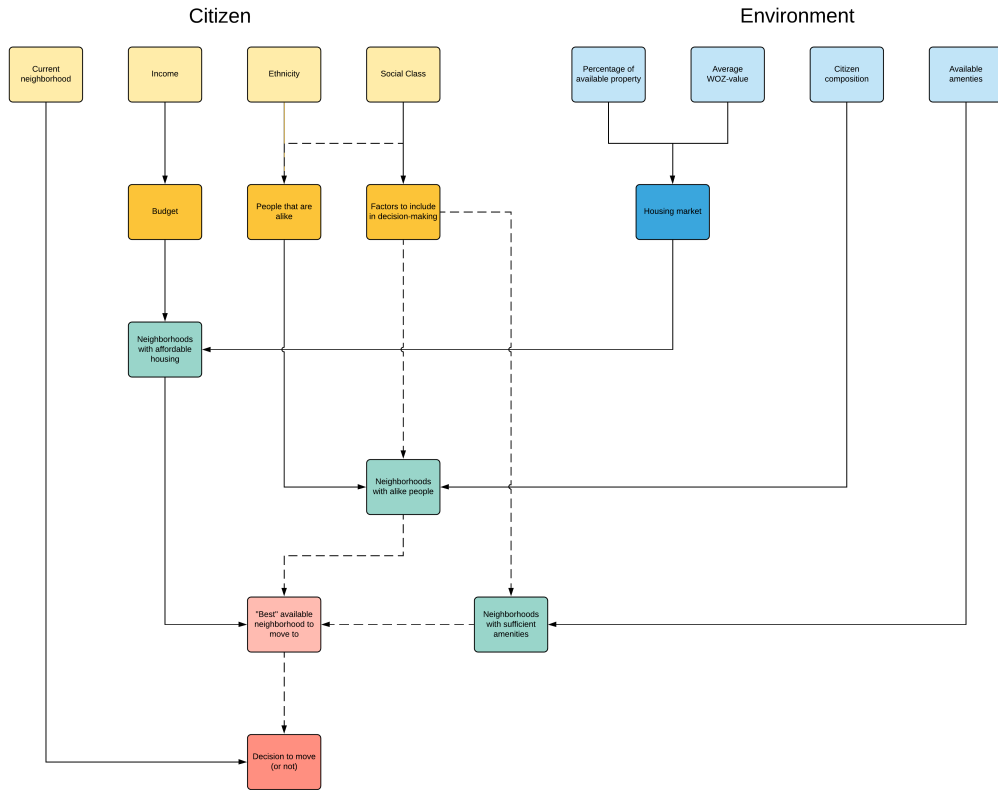 Citizen
Environment
Current
neighborhood
Income
Ethnicity
Social Class
Percentage of
available property
Average
WOZ-value
Citizen
composition
Available
amenties
Budget
People that are
alike
Factors to include
in decision-making
Housing market
Neighborhoods
with affordable
housing
Neighborhoods
with alike people
"Best" available
neighborhood to
move to
Neighborhoods
with sufficient
amenities
Decision to move
(or not)